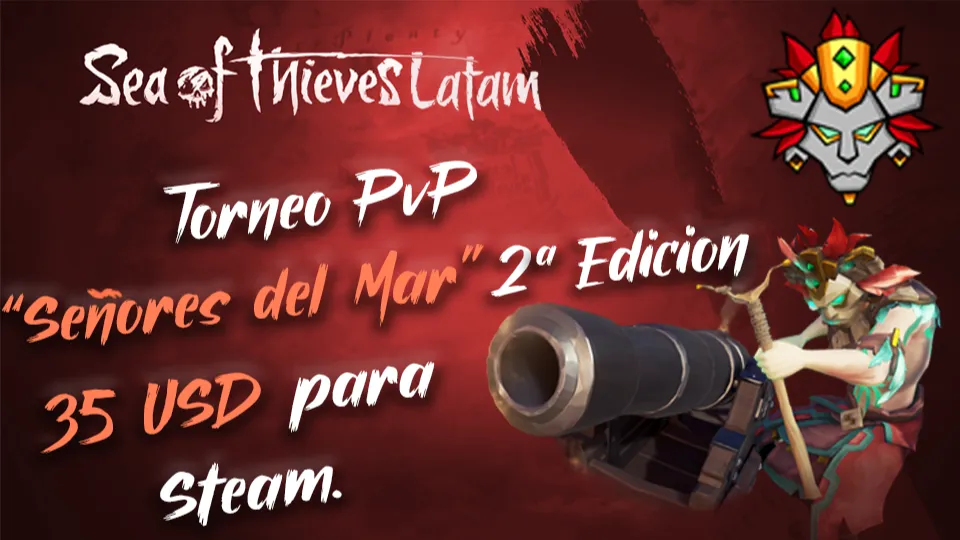 Sea of Thieves Latam
Torneo PvP
"Señores del Mar" 2ª Edicion
35 USD para
Steam.